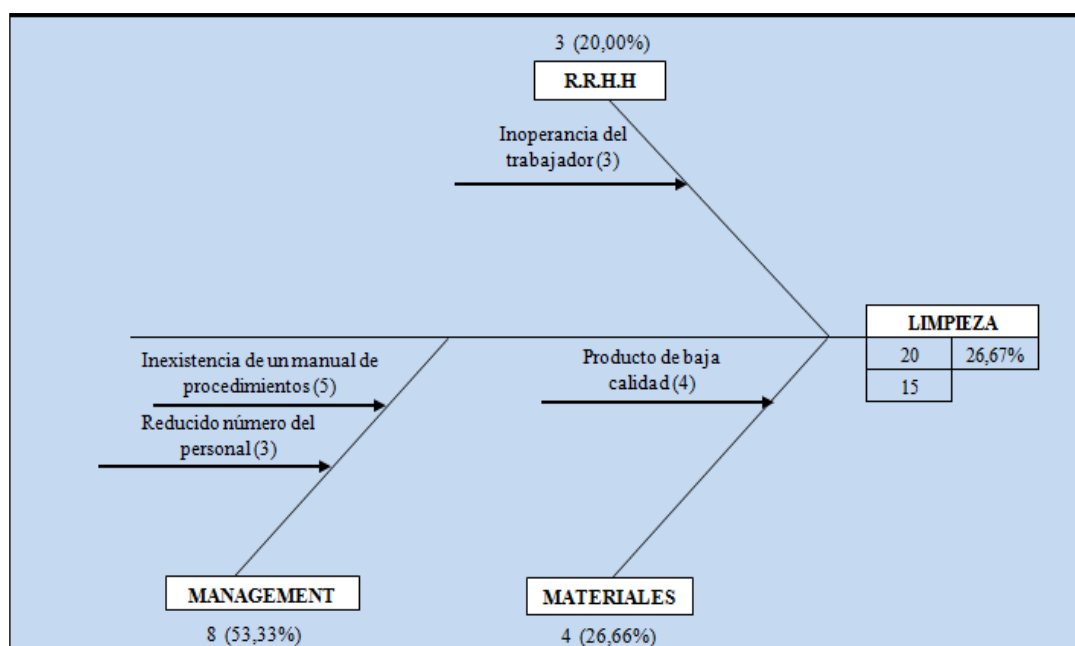 3 (20,00%)
R.R.H.H
Inoperancia del
trabajador (3)
LIMPIEZA
20 26,67%
15
Inexistencia de un manual de
procedimientos (5)
Reducido número del
personal (3)
Producto de baja
calidad (4)
MANAGEMENT
8 (53,33%)
MATERIALES
4 (26,66%)